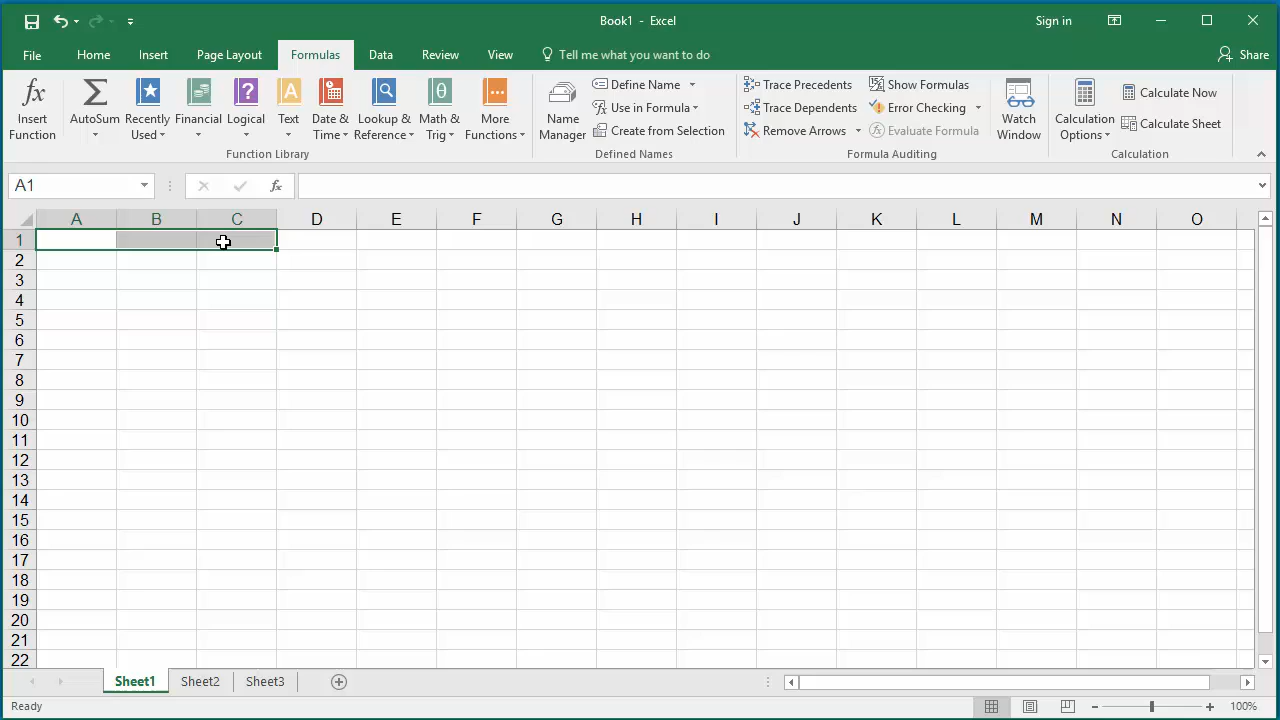 Book1 - Excel
Sign in
File Home Insert Page Layout Formulas Data Review View Tell me what you want to do Share
fx Insert Function
Σ AutoSum
Recently Used
Financial
? Logical
A Text
Date & Time
Lookup & Reference
θ Math & Trig
More Functions
Function Library
Name Manager
Define Name
Use in Formula
Create from Selection
Defined Names
Trace Precedents
Trace Dependents
Remove Arrows
Show Formulas
Error Checking
fx Evaluate Formula
Watch Window
Formula Auditing
Calculation Options
Calculate Now
Calculate Sheet
Calculation
A1 fx
A B C D E F G H I J K L M N O
1
2
3
4
5
6
7
8
9
10
11
12
13
14
15
16
17
18
19
20
21
22
Sheet1 Sheet2 Sheet3
Ready 100%